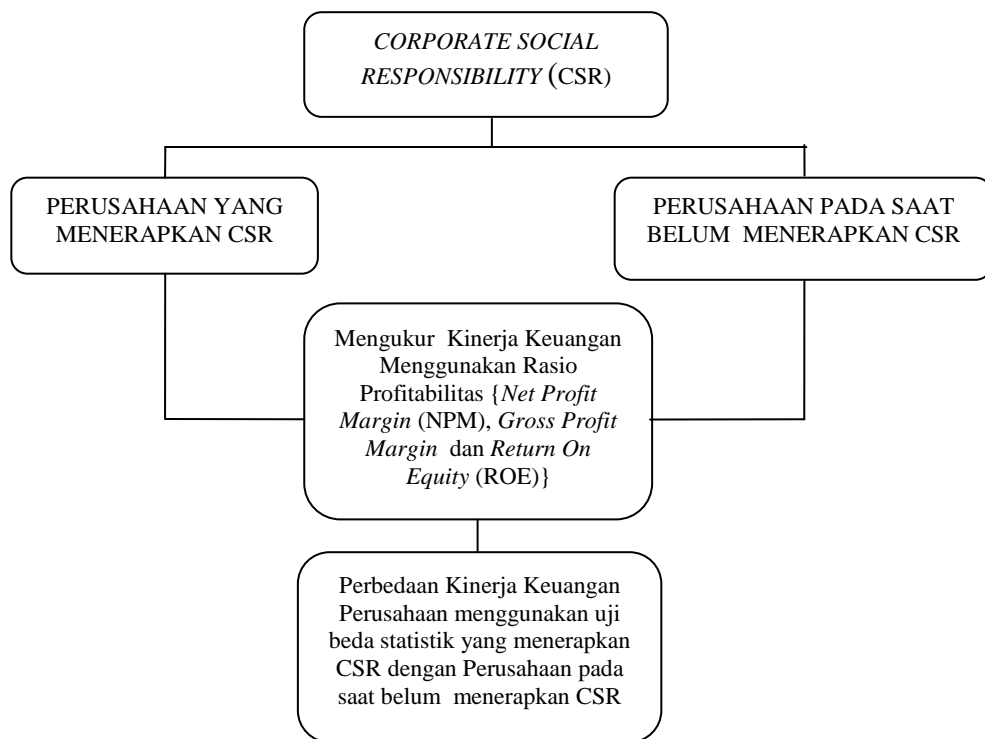 CORPORATE SOCIAL
RESPONSIBILITY (CSR)
PERUSAHAAN YANG
MENERAPKAN CSR
PERUSAHAAN PADA SAAT
BELUM MENERAPKAN CSR
Mengukur Kinerja Keuangan
Menggunakan Rasio
Profitabilitas {Net Profit
Margin (NPM), Gross Profit
Margin dan Return On
Equity (ROE)}
Perbedaan Kinerja Keuangan
Perusahaan menggunakan uji
beda statistik yang menerapkan
CSR dengan Perusahaan pada
saat belum menerapkan CSR